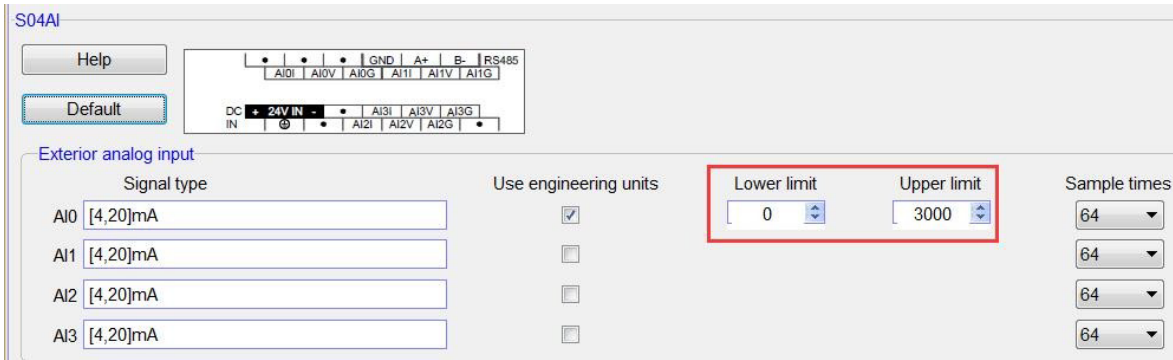 S04AI
Help
• • • GND A+ B- RS485
AI0I AI0V AI0G AI1I AI1V AI1G
Default
DC + 24V IN - • AI3I AI3V AI3G
IN • AI2I AI2V AI2G •
Exterior analog input
Signal type Use engineering units Lower limit Upper limit Sample times
AI0 [4,20]mA 0 3000 64
AI1 [4,20]mA 64
AI2 [4,20]mA 64
AI3 [4,20]mA 64